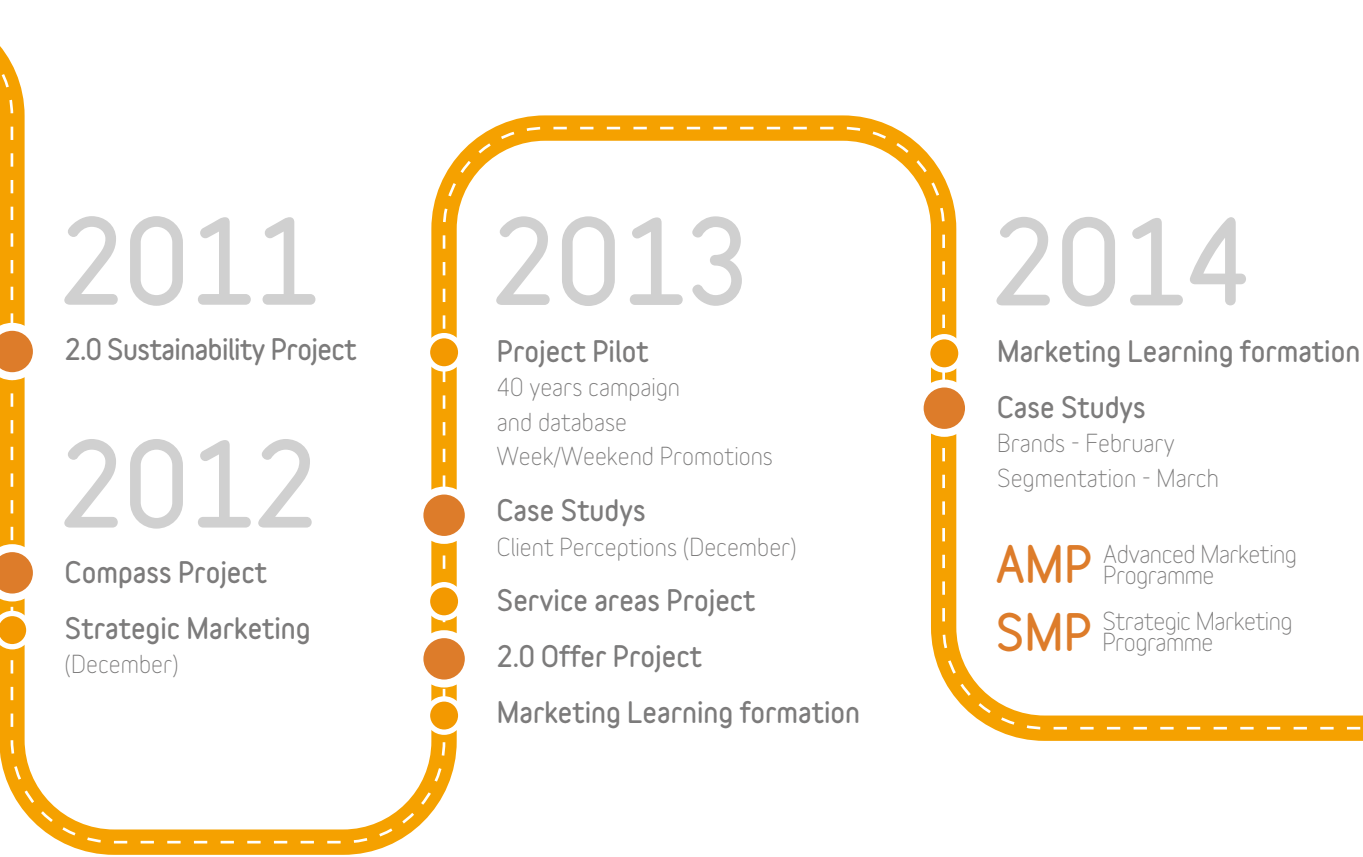 2011
2.0 Sustainability Project
2012
Compass Project
Strategic Marketing
(December)
2013
Project Pilot
40 years campaign
and database
Week/Weekend Promotions
Case Studys
Client Perceptions (December)
Service areas Project
2.0 Offer Project
Marketing Learning formation
2014
Marketing Learning formation
Case Studys
Brands - February
Segmentation - March
AMP Advanced Marketing
Programme
SMP Strategic Marketing
Programme